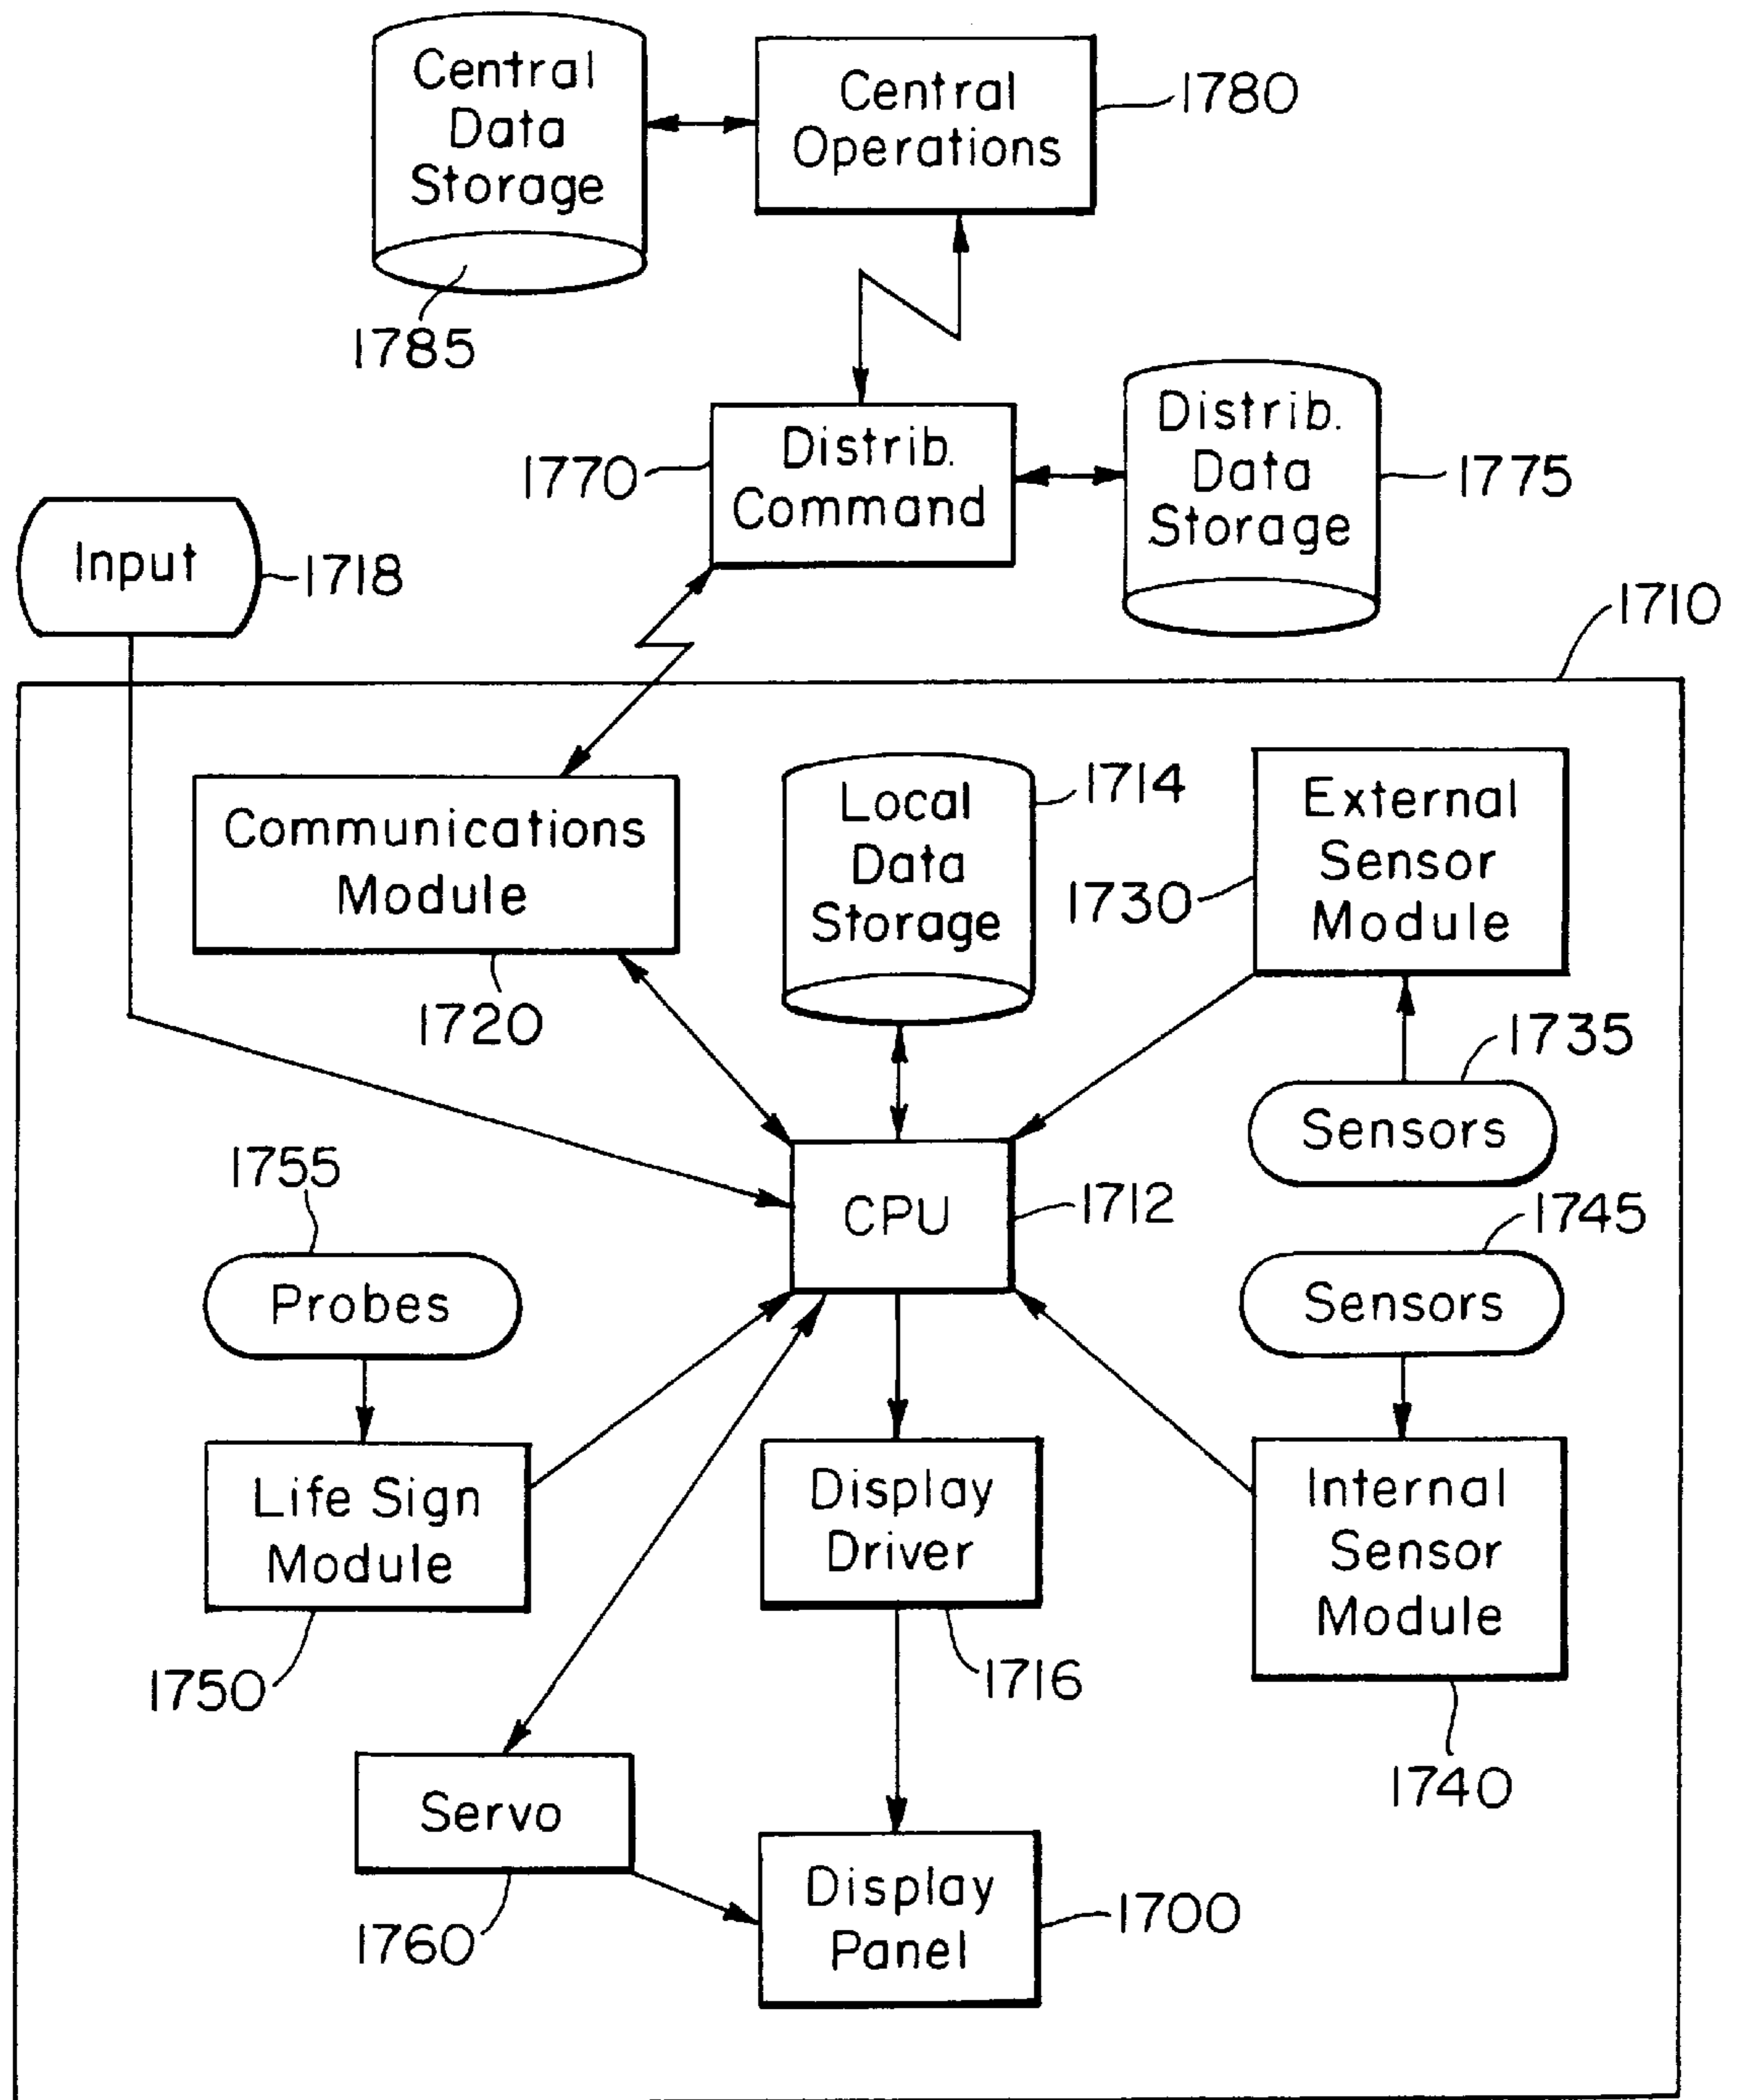 Central
Data
Storage
1785
Central
Operations
1780
Distrib.
Command
1770
Distrib.
Data
Storage
1775
Input
1718
1710
Communications
Module
1720
Local
Data
Storage
1714
External
Sensor
Module
1730
Sensors
1735
CPU
1712
Probes
1755
Sensors
1745
Life Sign
Module
1750
Display
Driver
1716
Internal
Sensor
Module
1740
Servo
1760
Display
Panel
1700